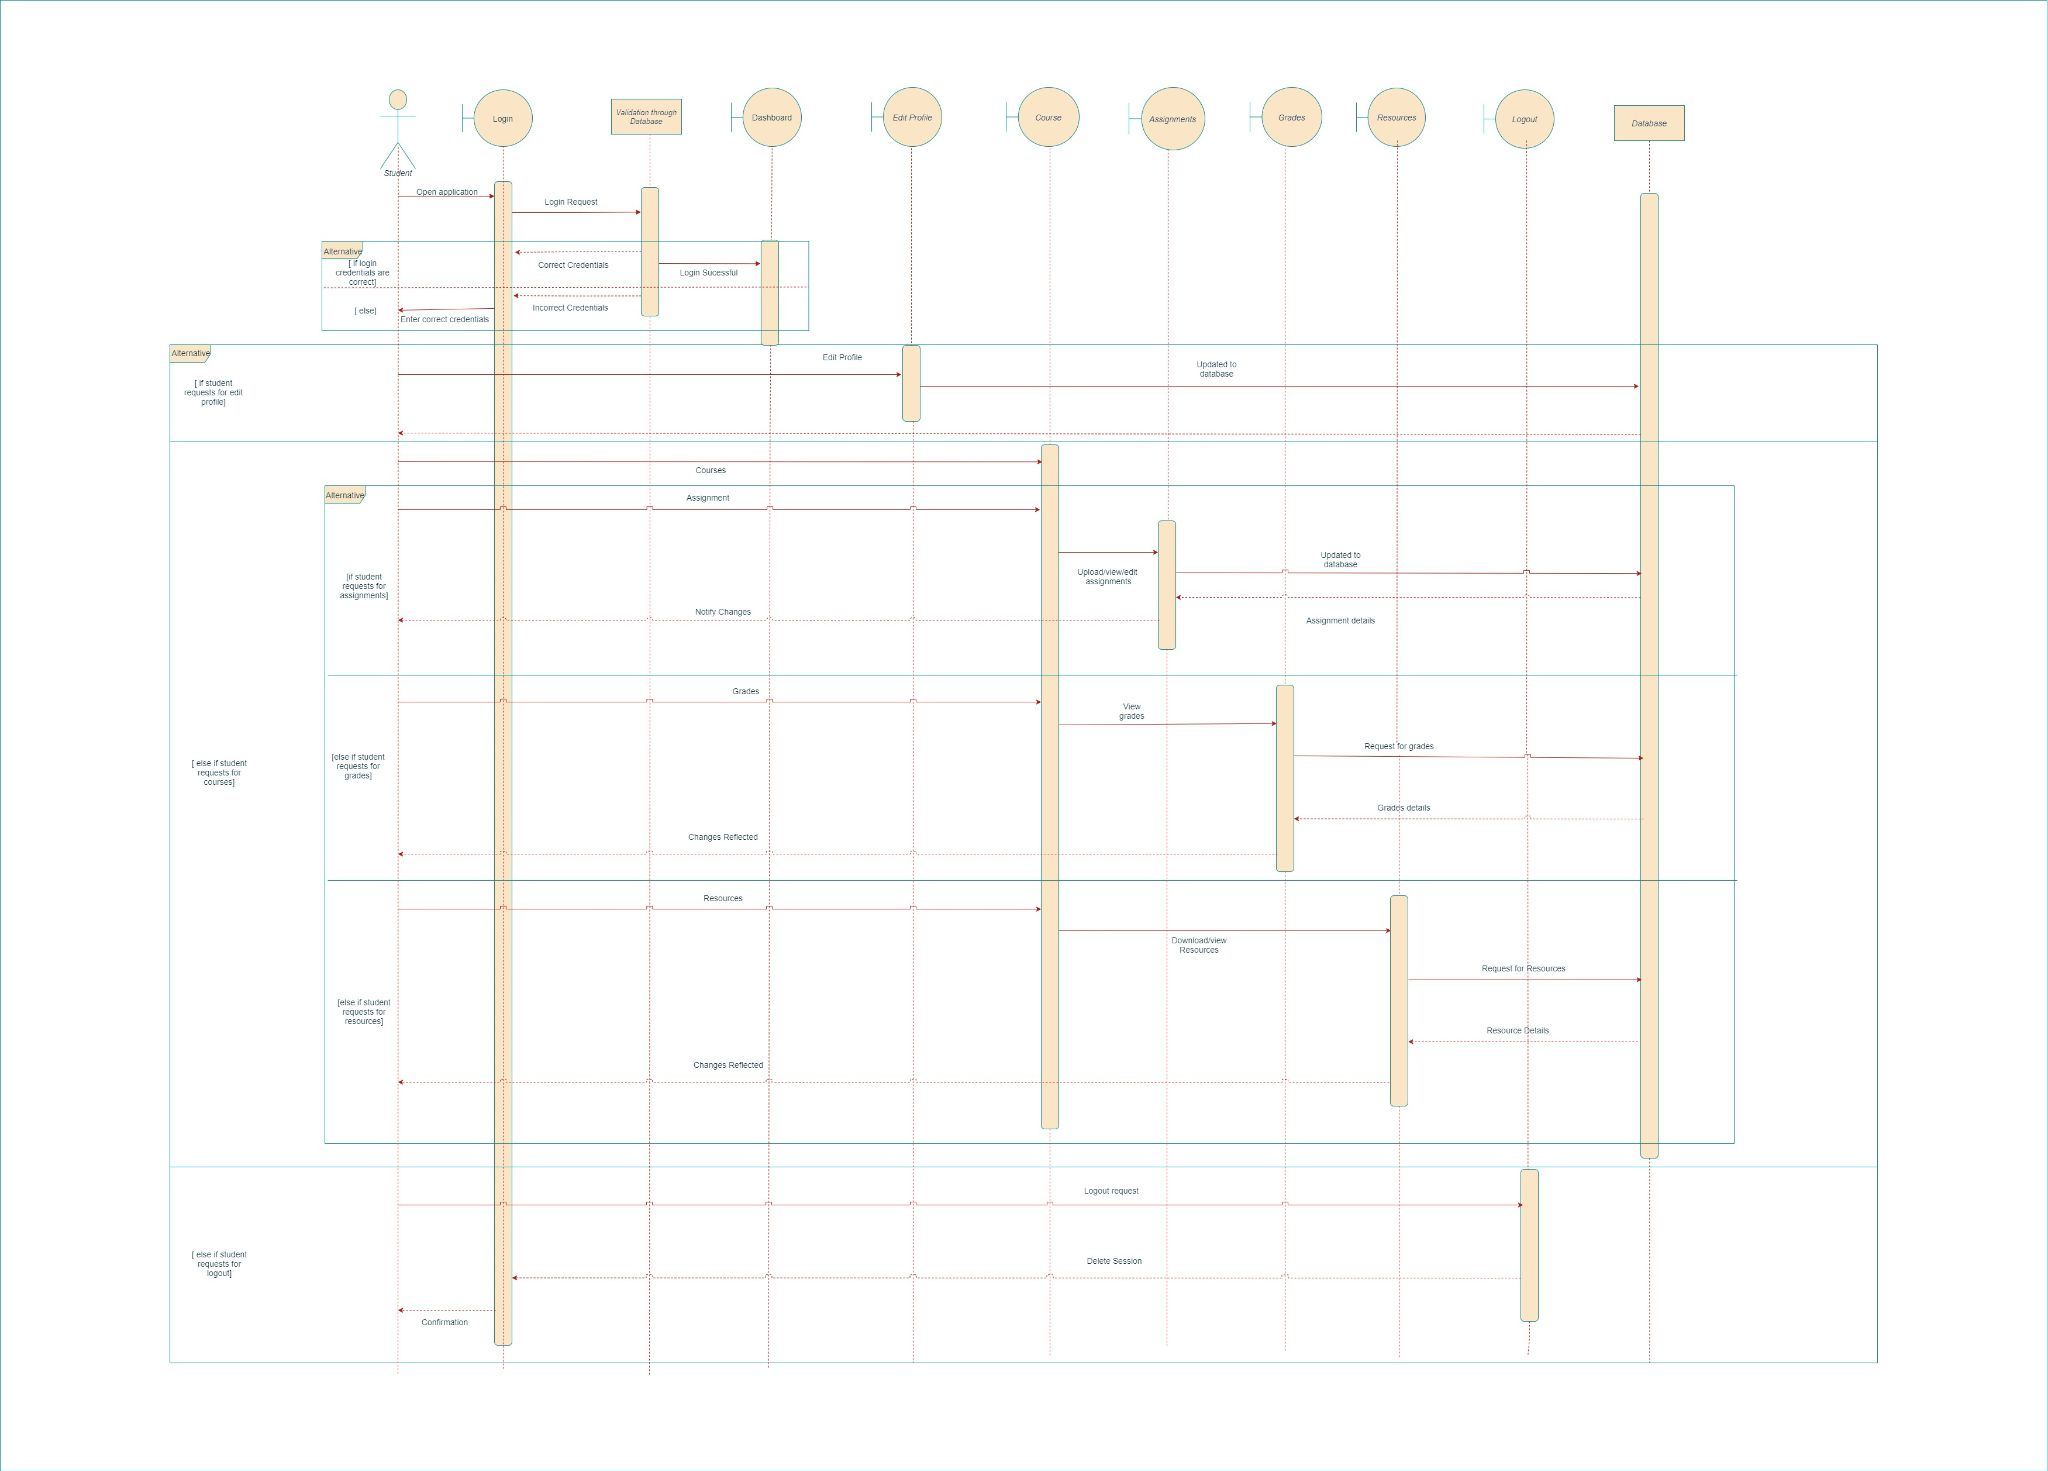 Login
Validation through
Database
Dashboard
Edit Profile
Course
Assignments
Grades
Resources
Logout
Database
Student
Open application
Login Request
Alternative
[ if login
credentials are
correct]
Correct Credentials
Login Sucessful
[ else]
Incorrect Credentials
Enter correct credentials
Alternative
Edit Profile
[ if student
requests for edit
profile]
Updated to
database
Courses
Alternative
Assignment
[if student
requests for
assignments]
Upload/view/edit
assignments
Updated to
database
Notify Changes
Assignment details
Grades
View
grades
[ else if student
requests for
courses]
[else if student
requests for
grades]
Request for grades
Grades details
Changes Reflected
Resources
Download/view
Resources
Request for Resources
[else if student
requests for
resources]
Resource Details
Changes Reflected
Logout request
[ else if student
requests for
logout]
Delete Session
Confirmation